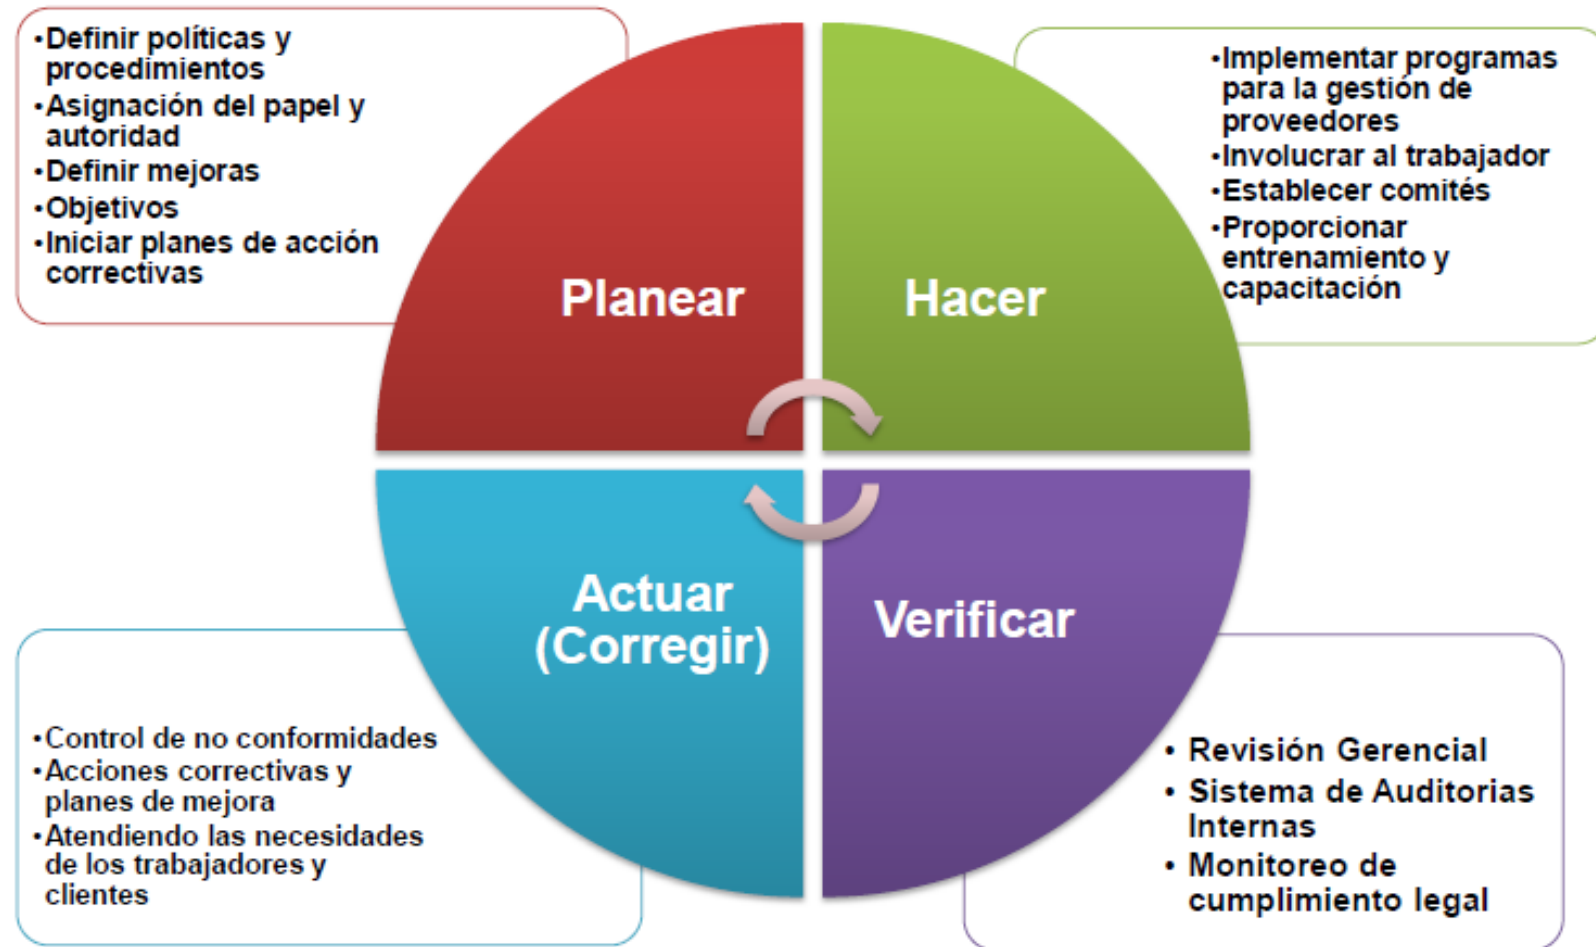 •Definir políticas y
procedimientos
•Asignación del papel y
autoridad
•Definir mejoras
•Objetivos
•Iniciar planes de acción
correctivas
Planear
Hacer
•Implementar programas
para la gestión de
proveedores
•Involucrar al trabajador
•Establecer comités
•Proporcionar
entrenamiento y
capacitación
Actuar
(Corregir)
Verificar
•Control de no conformidades
•Acciones correctivas y
planes de mejora
•Atendiendo las necesidades
de los trabajadores y
clientes
• Revisión Gerencial
• Sistema de Auditorias
Internas
• Monitoreo de
cumplimiento legal